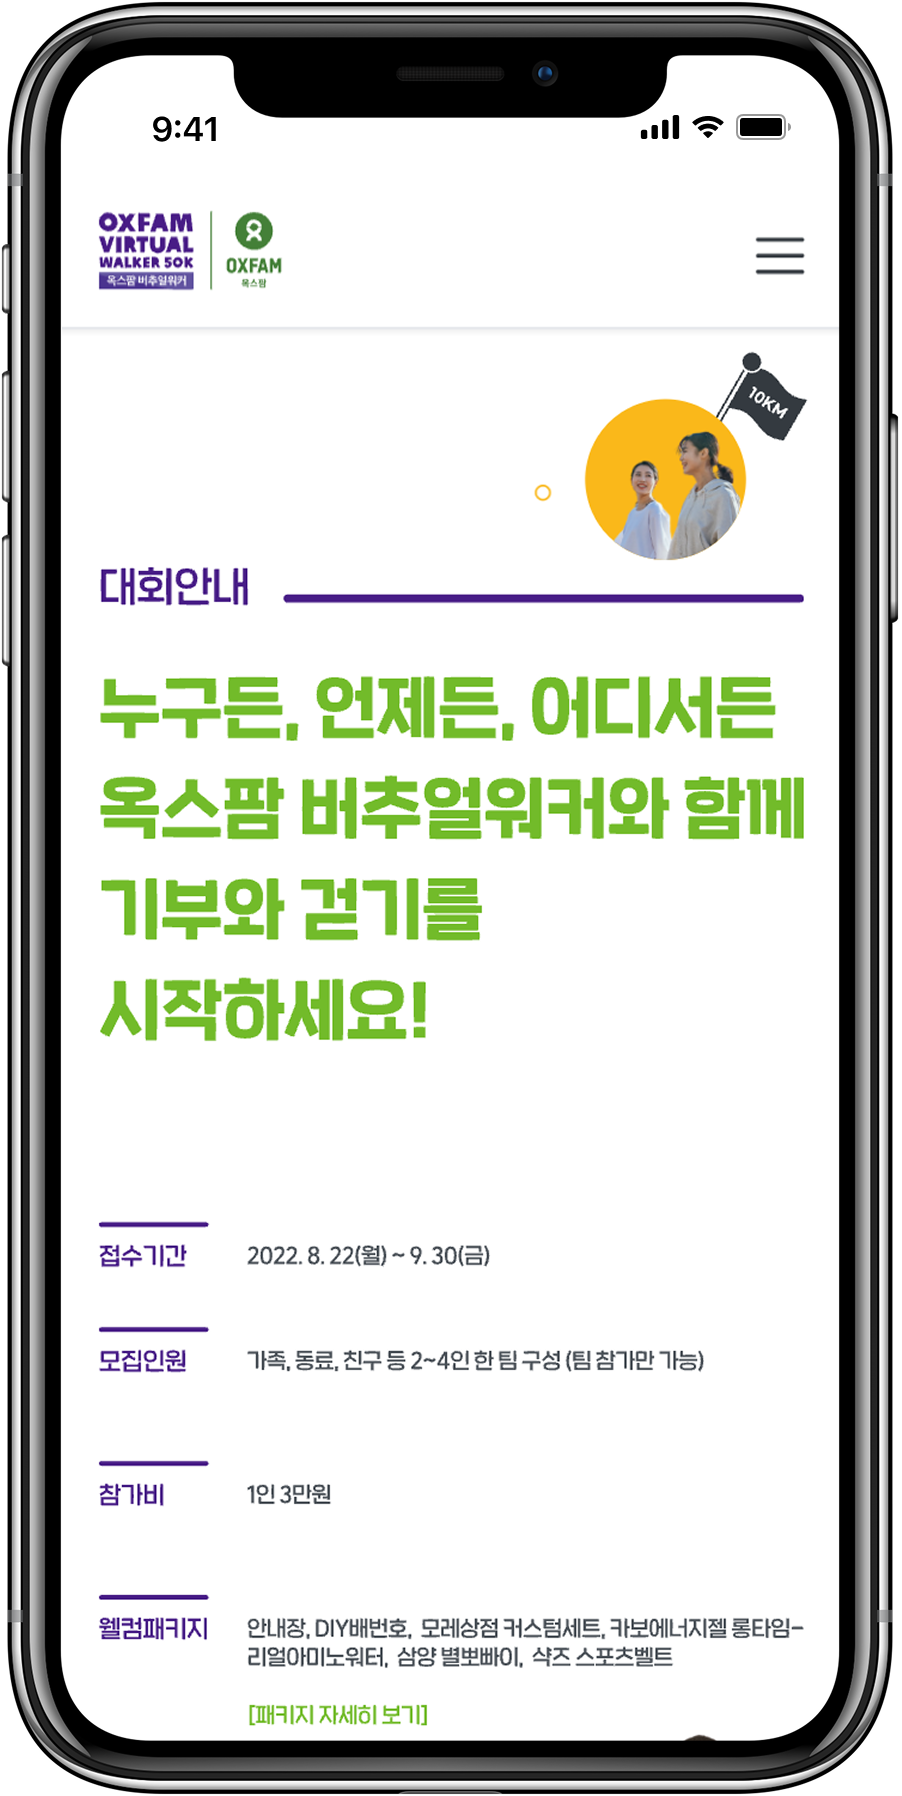 9:41
OXFAM
VIRTUAL
WALKER 50K
옥스팜 버추얼워커
OXFAM
옥스팜
10KM
대회안내
누구든, 언제든, 어디서든
옥스팜 버추얼워커와 함께
기부와 걷기를
시작하세요!
접수기간
2022. 8. 22(월) ~ 9. 30(금)
모집인원
가족, 동료, 친구 등 2~4인 한 팀 구성 (팀 참가만 가능)
참가비
1인 3만원
웰컴패키지
안내장, DIY배번호, 모레상점 커스텀세트, 카보에너지젤 롱타임-
리얼아미노워터, 삼양 별뽀빠이, 샥즈 스포츠벨트
[패키지 자세히 보기]